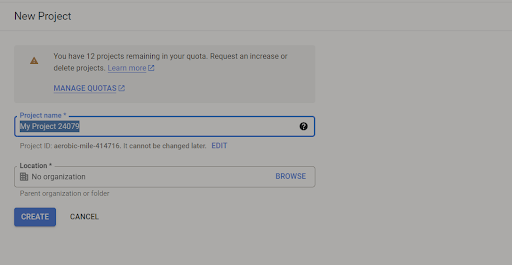 New Project
You have 12 projects remaining in your quota. Request an increase or
delete projects. Learn more
MANAGE QUOTAS
Project name *
My Project 24079
Project ID: aerobic-mile-414716. It cannot be changed later. EDIT
Location *
No organization BROWSE
Parent organization or folder
CREATE CANCEL